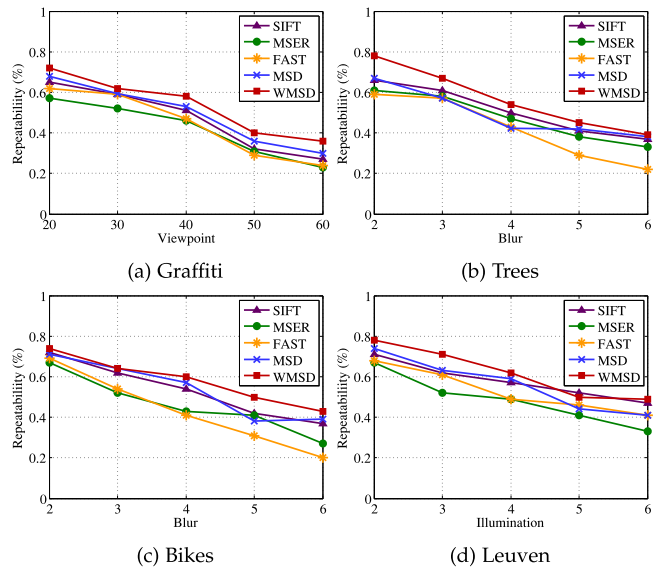 1
0.8
0.6
0.4
0.2
0
20 30 40 50 60
Repeatability (%)
Viewpoint
SIFT
MSER
FAST
MSD
WMSD
(a) Graffiti
1
0.8
0.6
0.4
0.2
0
2 3 4 5 6
Repeatability (%)
Blur
SIFT
MSER
FAST
MSD
WMSD
(b) Trees
1
0.8
0.6
0.4
0.2
0
2 3 4 5 6
Repeatability (%)
Blur
SIFT
MSER
FAST
MSD
WMSD
(c) Bikes
1
0.8
0.6
0.4
0.2
0
2 3 4 5 6
Repeatability (%)
Illumination
SIFT
MSER
FAST
MSD
WMSD
(d) Leuven